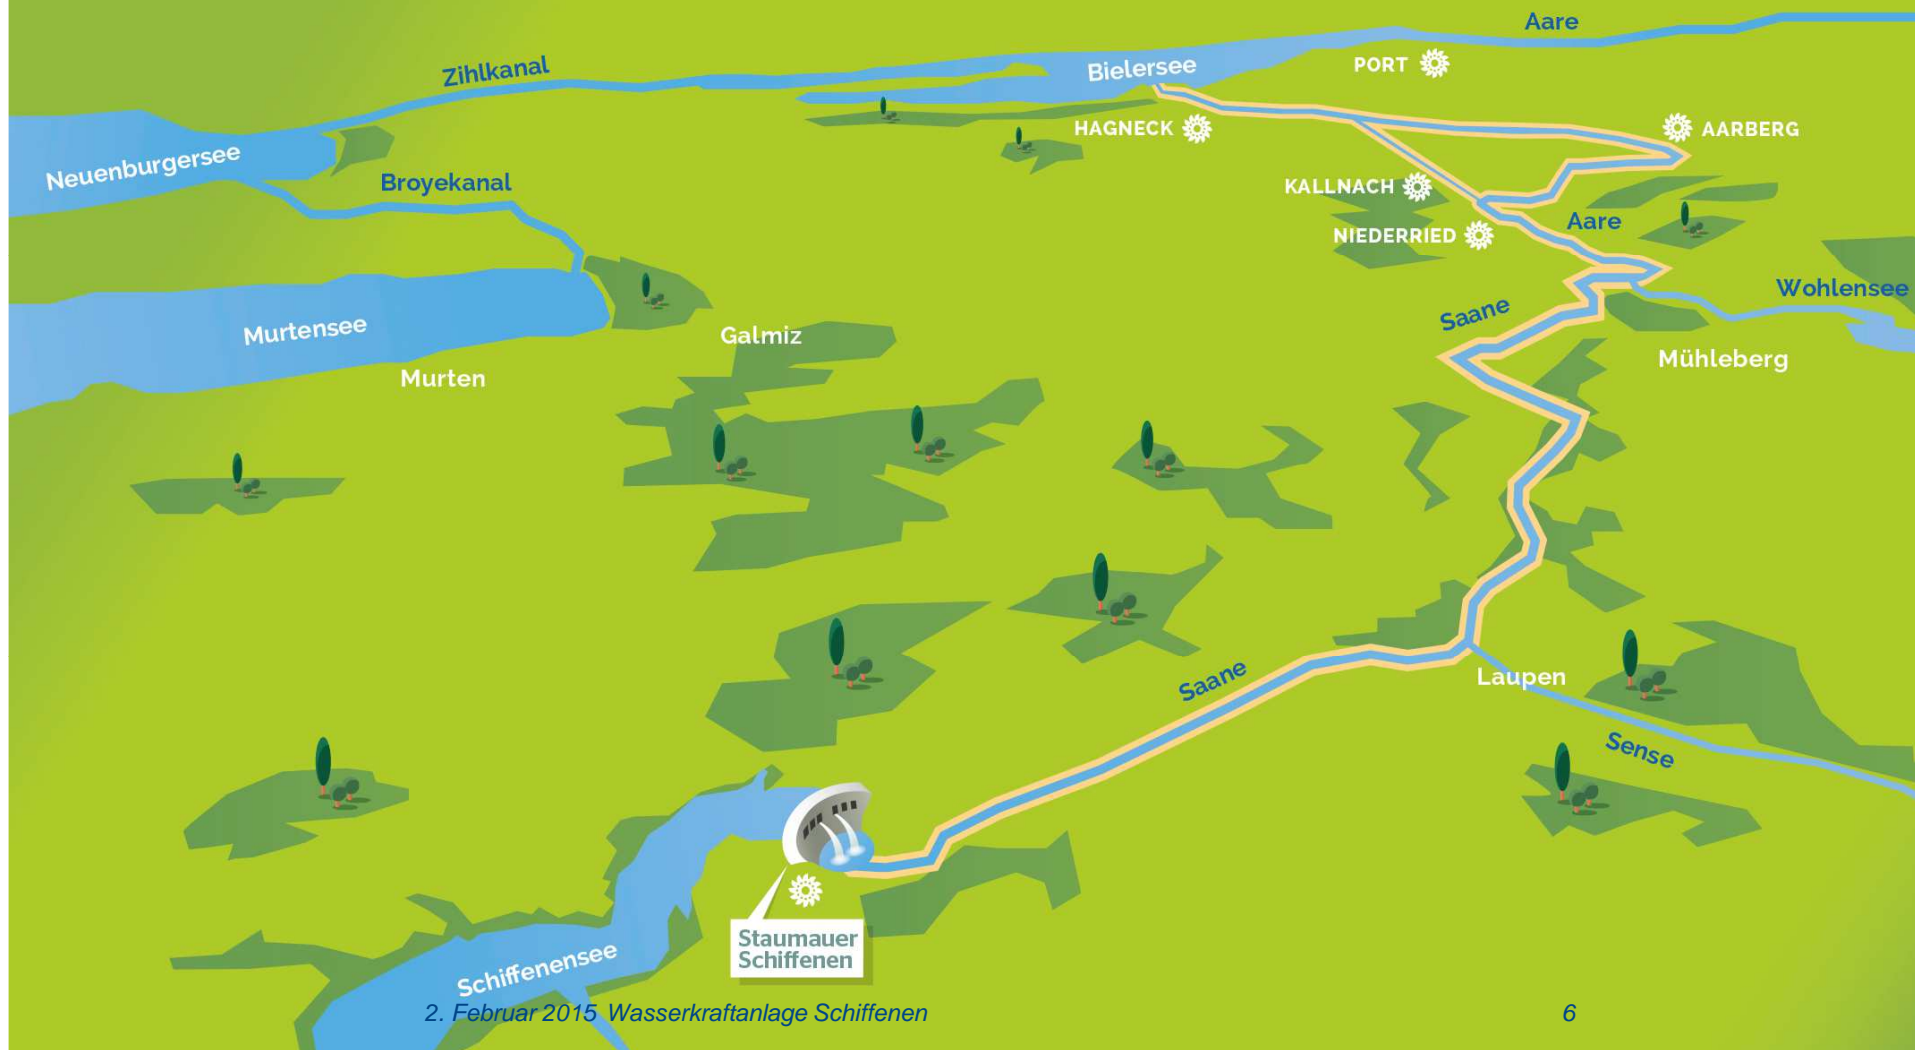 Aare
Zihlkanal
Bielersee
PORT
HAGNECK
AARBERG
Neuenburgersee
Broyekanal
KALLNACH
Aare
NIEDERRIED
Wohlensee
Saane
Murtensee
Galmiz
Mühleberg
Murten
Saane
Laupen
Sense
Staumauer
Schiffenen
Schiffenensee
2. Februar 2015 Wasserkraftanlage Schiffenen
6